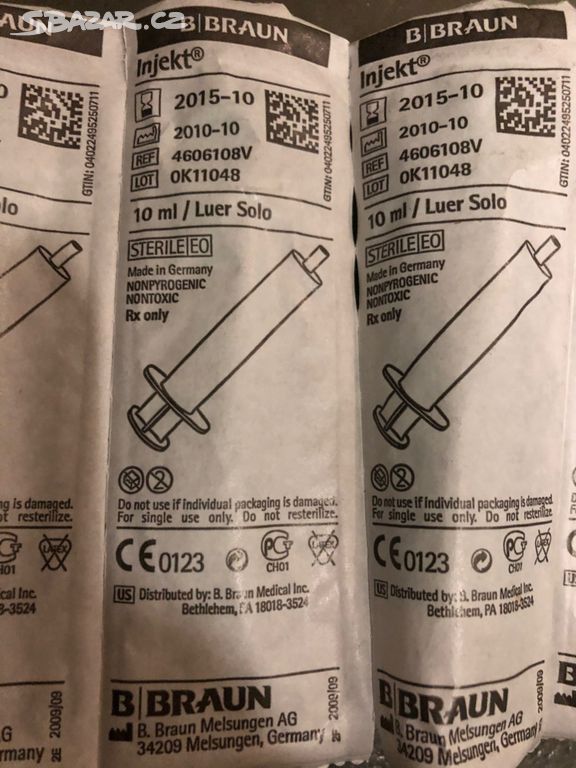 SBAZAR.CZ
B|BRAUN
Injekt®
2015-10
2010-10
REF 4606108V
LOT 0K11048
GTIN: 04022495250711
10 ml / Luer Solo
STERILE EO
Made in Germany
NONPYROGENIC
NONTOXIC
Rx only
Do not use if individual packaging is damaged.
For single use only. Do not resterilize.
CE 0123
PG
CH01
LATEX
US Distributed by: B. Braun Medical Inc.
Bethlehem, PA 18018-3524
B|BRAUN
B. Braun Melsungen AG
34209 Melsungen, Germany
2009/09
B|BRAUN
Injekt®
2015-10
2010-10
REF 4606108V
LOT 0K11048
GTIN: 04022495250711
10 ml / Luer Solo
STERILE EO
Made in Germany
NONPYROGENIC
NONTOXIC
Rx only
Do not use if individual packaging is damaged.
For single use only. Do not resterilize.
CE 0123
PG
CH01
LATEX
US Distributed by: B. Braun Medical Inc.
Bethlehem, PA 18018-3524
B|BRAUN
B. Braun Melsungen AG
34209 Melsungen, Germany
2009/09